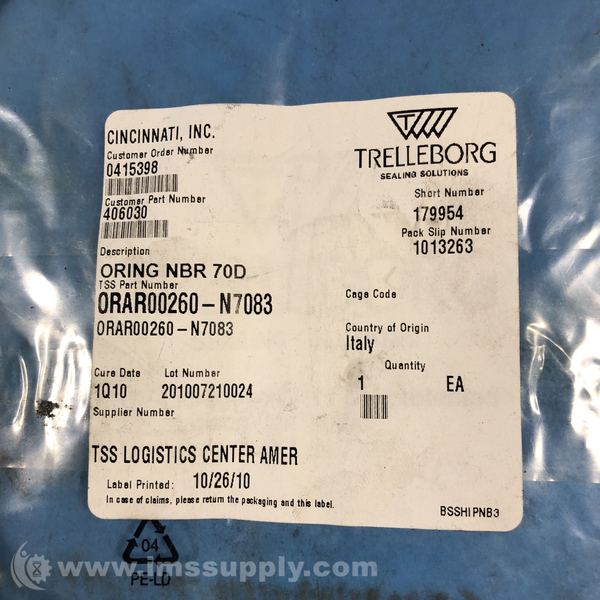 CINCINNATI, INC.
Customer Order Number
0415398
Customer Part Number
406030
TRELLEBORG
SEALING SOLUTIONS
Short Number
179954
Pack Slip Number
1013263
Description
ORING NBR 70D
TSS Part Number
ORAR00260-N7083
ORAR00260-N7083
Cage Code
Country of Origin
Italy
Cure Date Lot Number
1Q10 201007210024
Quantity
1 EA
Supplier Number
TSS LOGISTICS CENTER AMER
Label Printed: 10/26/10
In case of claims, please return the packaging and this label.
BSSHIPNB3
04
PE-LD
© www.imssupply.com/